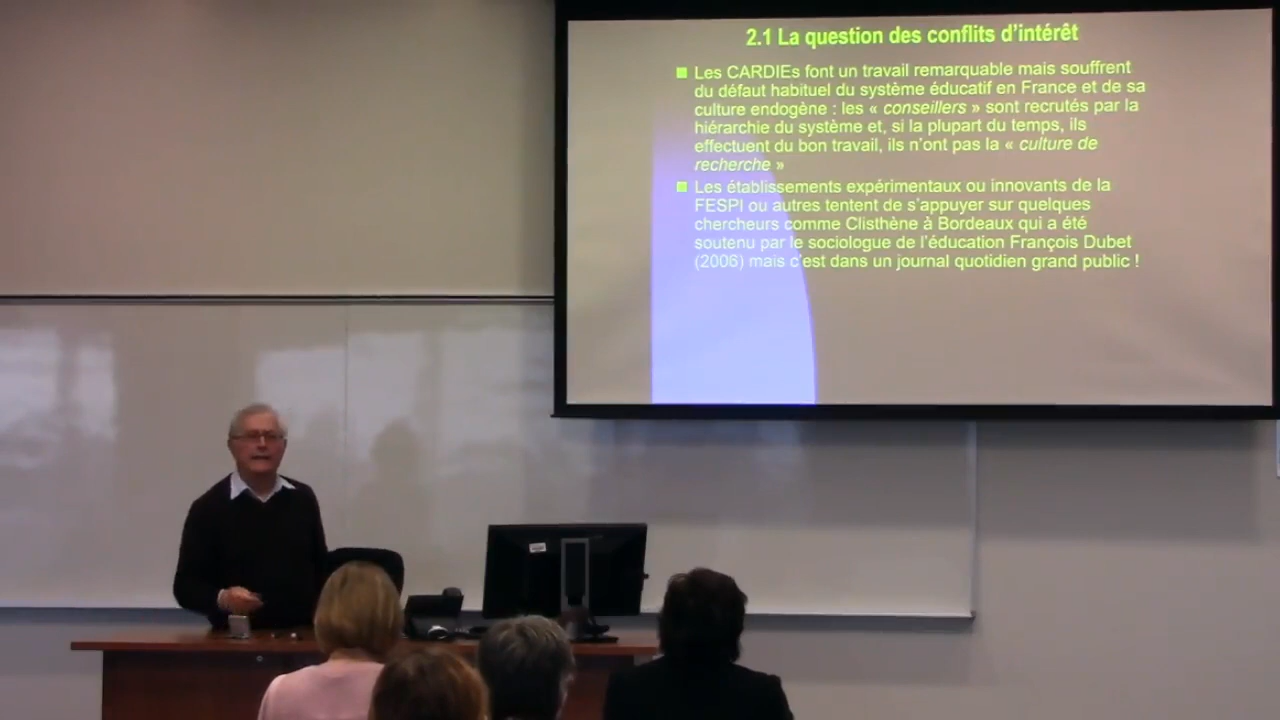 2.1 La question des conflits d'intérêt
Les CARDIEs font un travail remarquable mais souffrent
du défaut habituel du système éducatif en France et de sa
culture endogène : les « conseillers » sont recrutés par la
hiérarchie du système et, si la plupart du temps, ils
effectuent du bon travail, ils n'ont pas la « culture de
recherche »
Les établissements expérimentaux ou innovants de la
FESPI ou autres tentent de s'appuyer sur quelques
chercheurs comme Clisthène à Bordeaux qui a été
soutenu par le sociologue de l'éducation François Dubet
(2006) mais c'est dans un journal quotidien grand public !